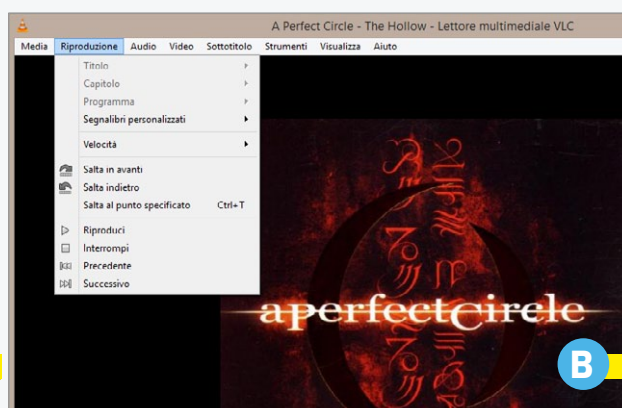 A Perfect Circle - The Hollow - Lettore multimediale VLC
Media Riproduzione Audio Video Sottotitolo Strumenti Visualizza Aiuto
Titolo
Capitolo
Programma
Segnalibri personalizzati
Velocità
Salta in avanti
Salta indietro
Salta al punto specificato Ctrl+T
Riproduci
Interrompi
Precedente
Successivo
aperfectcircle
B